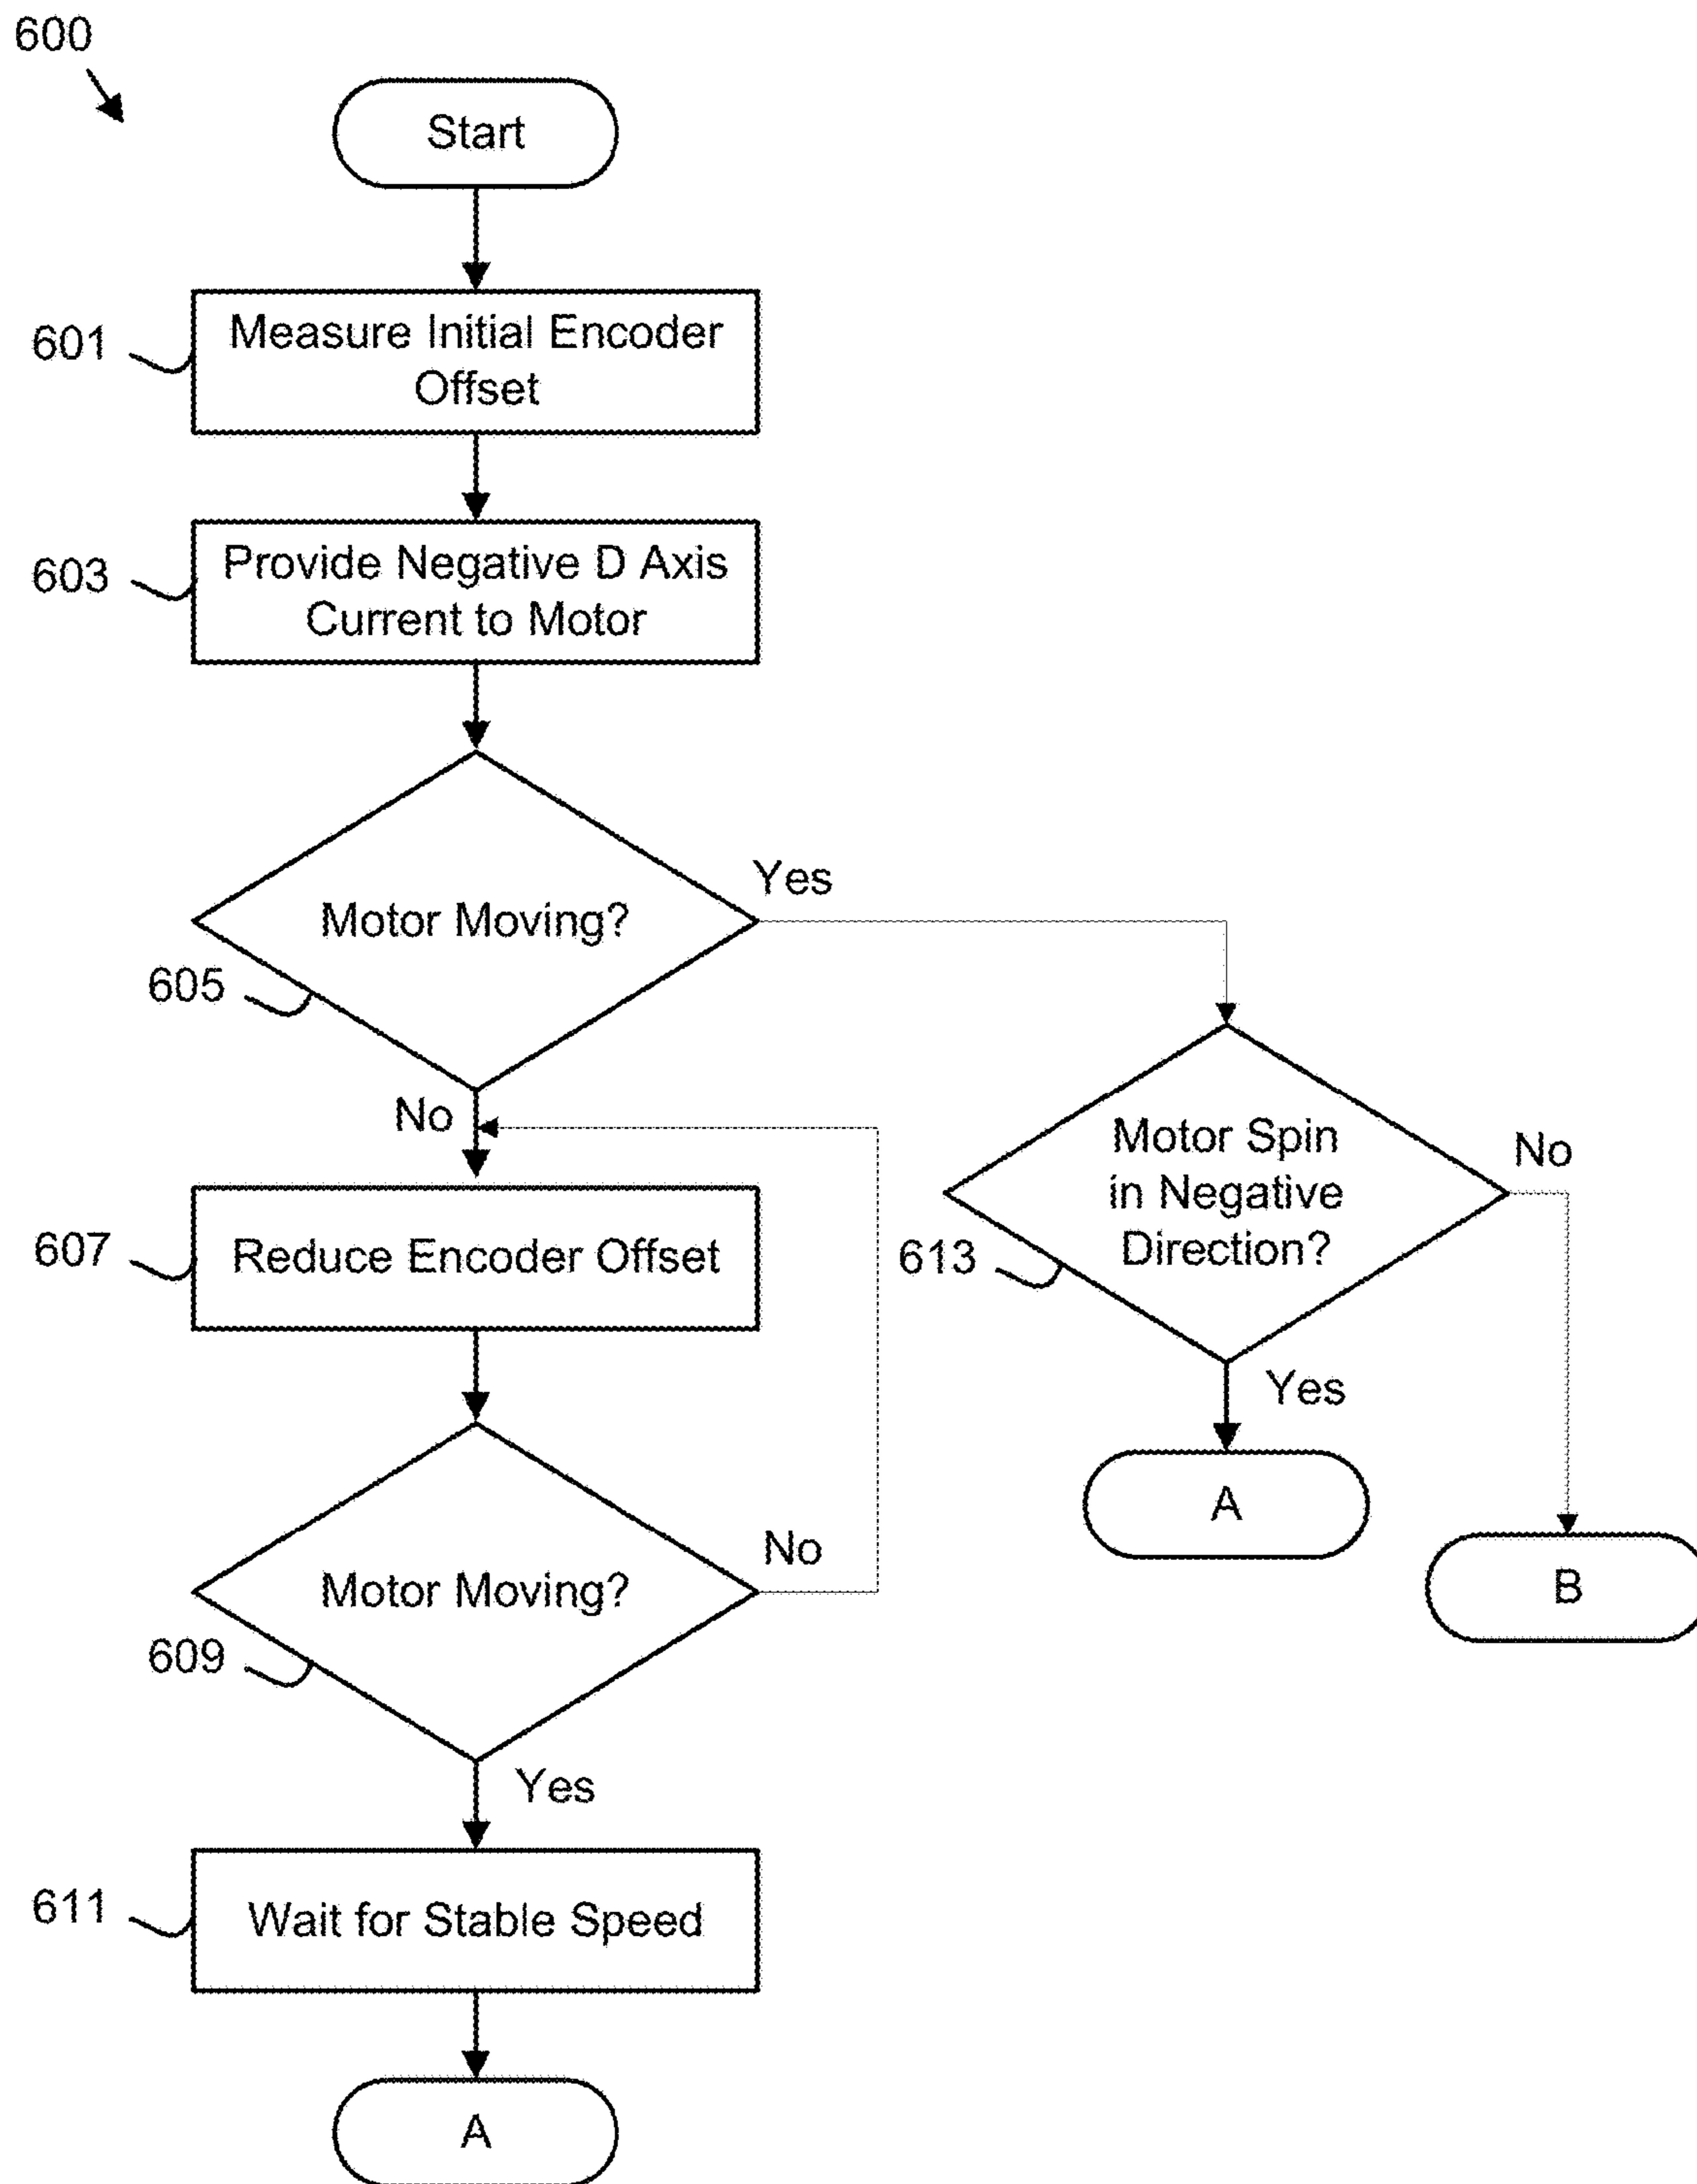 600
Start
601
Measure Initial Encoder
Offset
603
Provide Negative D Axis
Current to Motor
Motor Moving?
Yes
605
No
607
Reduce Encoder Offset
Motor Spin
in Negative
Direction?
No
613
Yes
A
B
Motor Moving?
No
609
Yes
611
Wait for Stable Speed
A